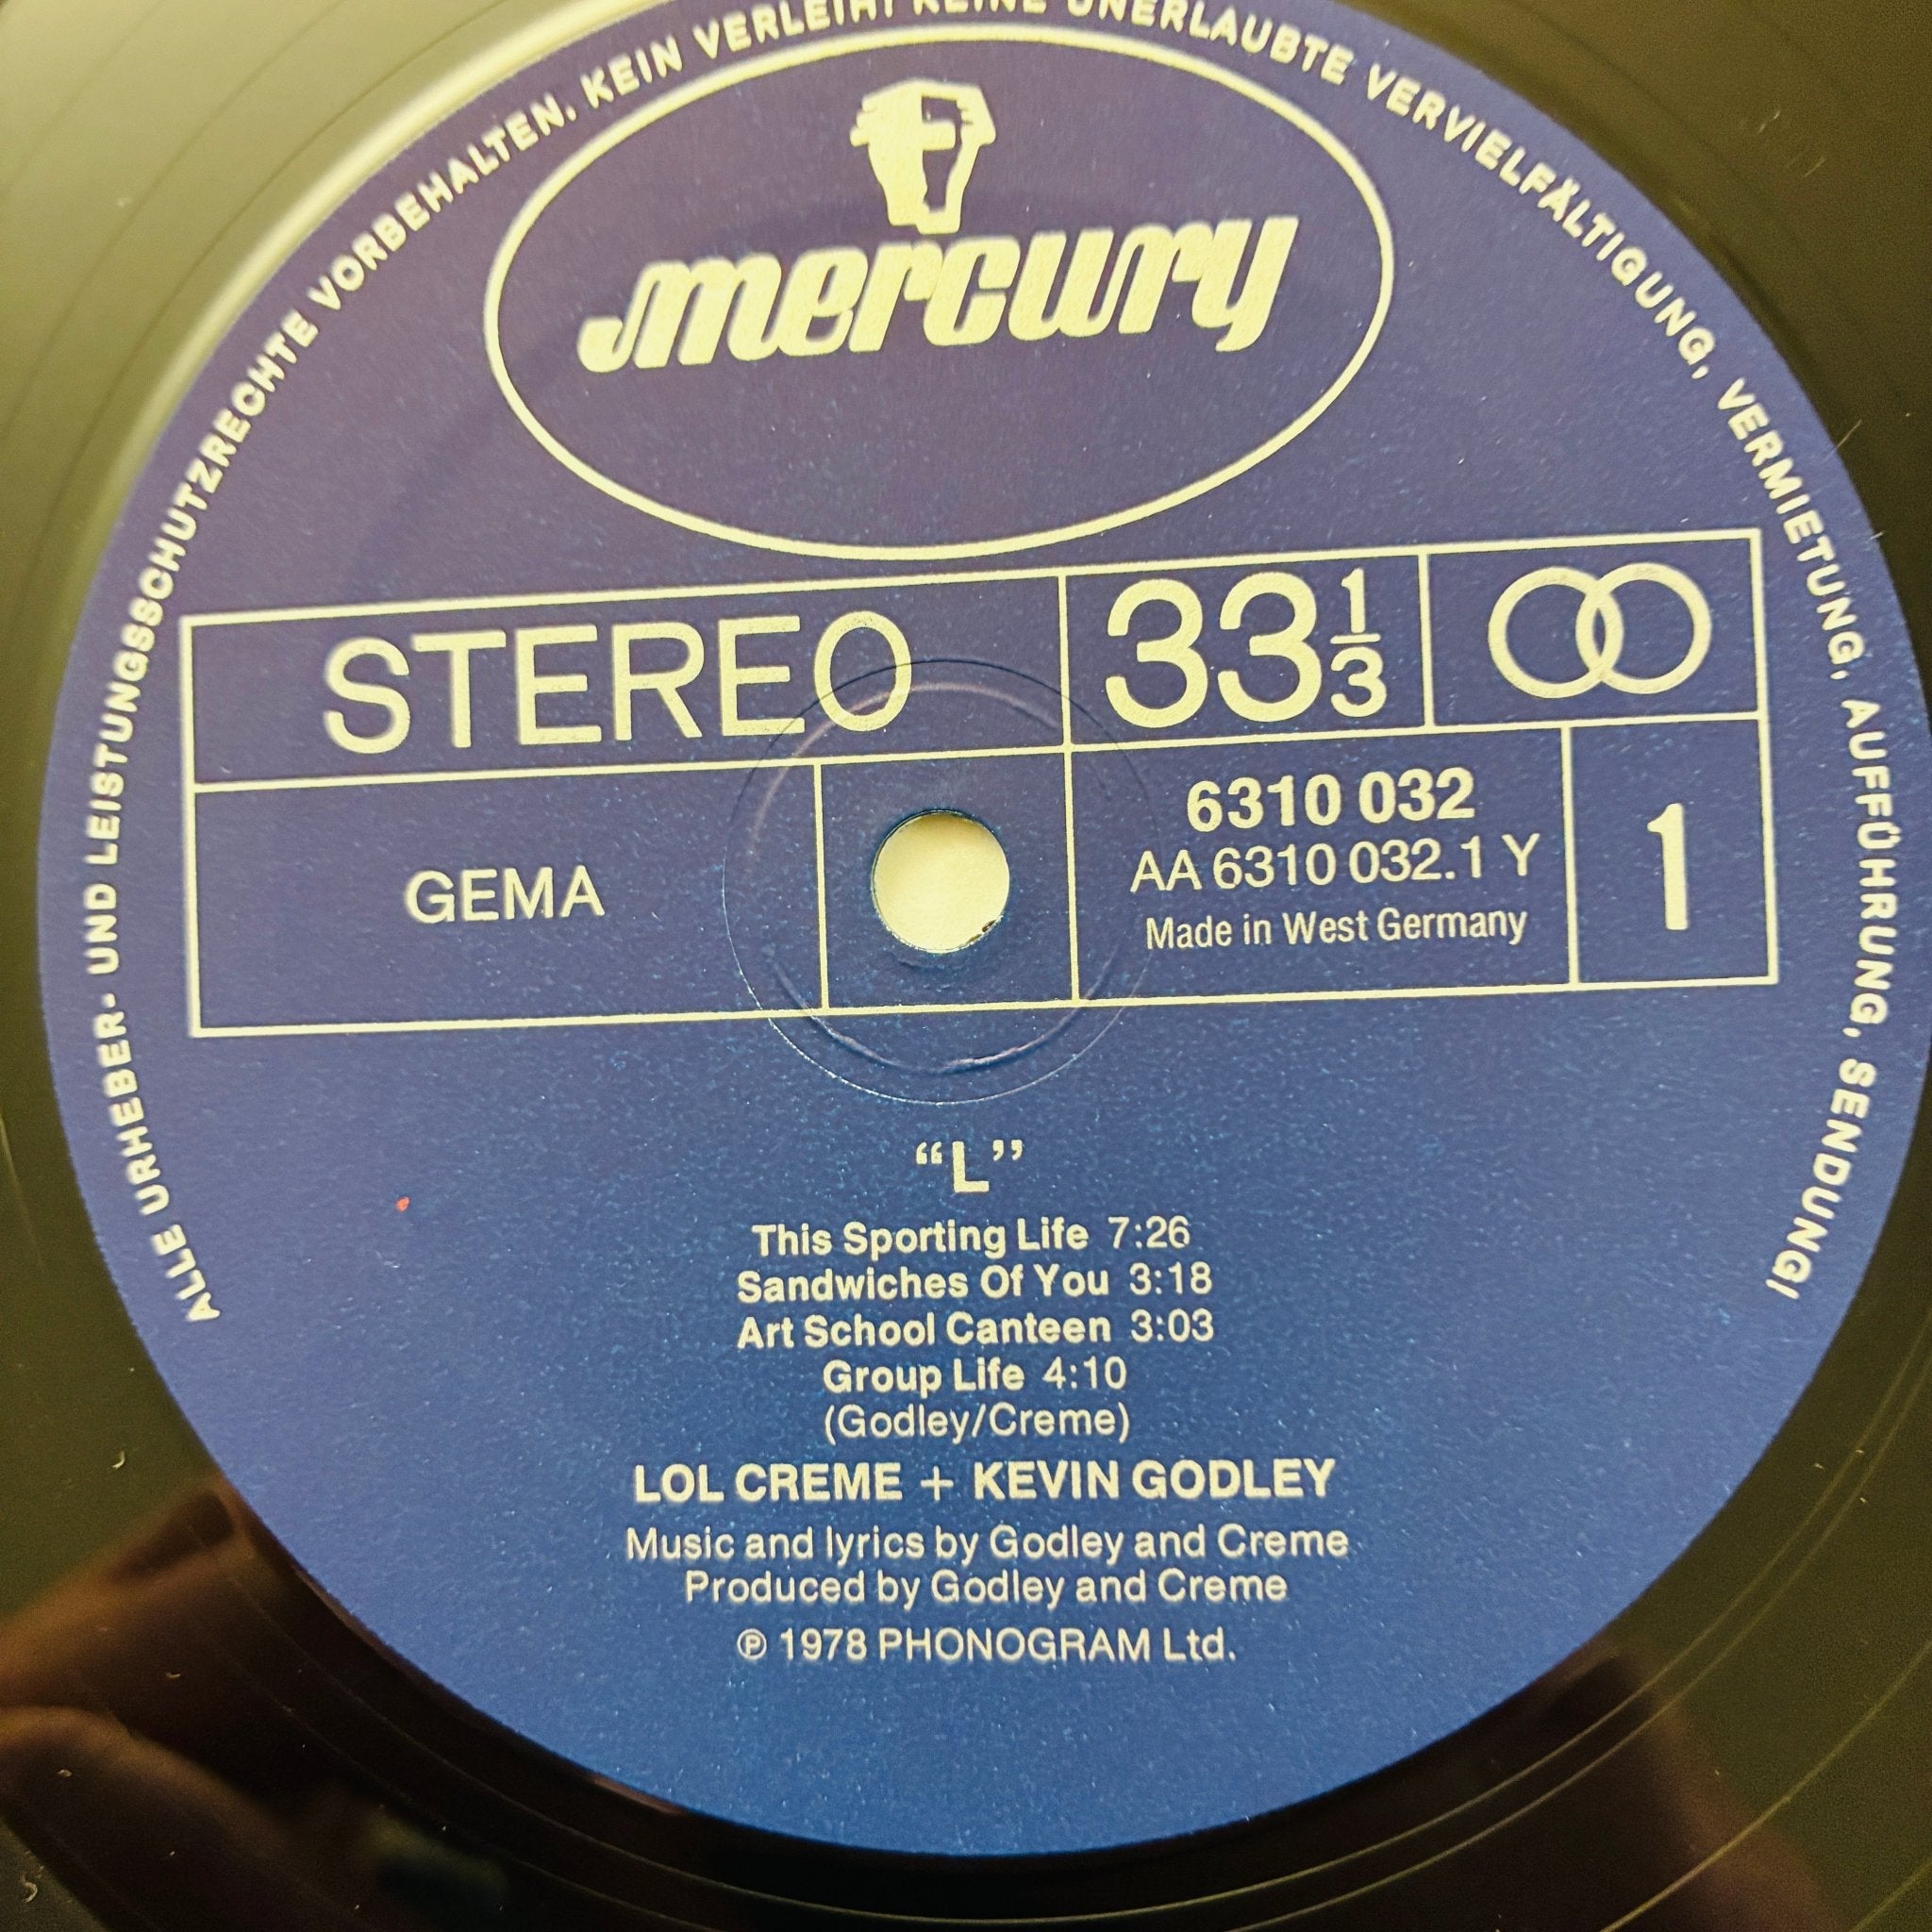 ALLE URHEBER- UND LEISTUNGSSCHUTZRECHTE VORBEHALTEN. KEIN VERLEIH! KEINE UNERLAUBTE VERVIELFÄLTIGUNG, VERMIETUNG, AUFFÜHRUNG, SENDUNG!
mercury
STEREO
33 1/3
GEMA
6310 032
AA 6310 032.1 Y
Made in West Germany
1
“L”
This Sporting Life 7:26
Sandwiches Of You 3:18
Art School Canteen 3:03
Group Life 4:10
(Godley/Creme)
LOL CREME + KEVIN GODLEY
Music and lyrics by Godley and Creme
Produced by Godley and Creme
℗ 1978 PHONOGRAM Ltd.